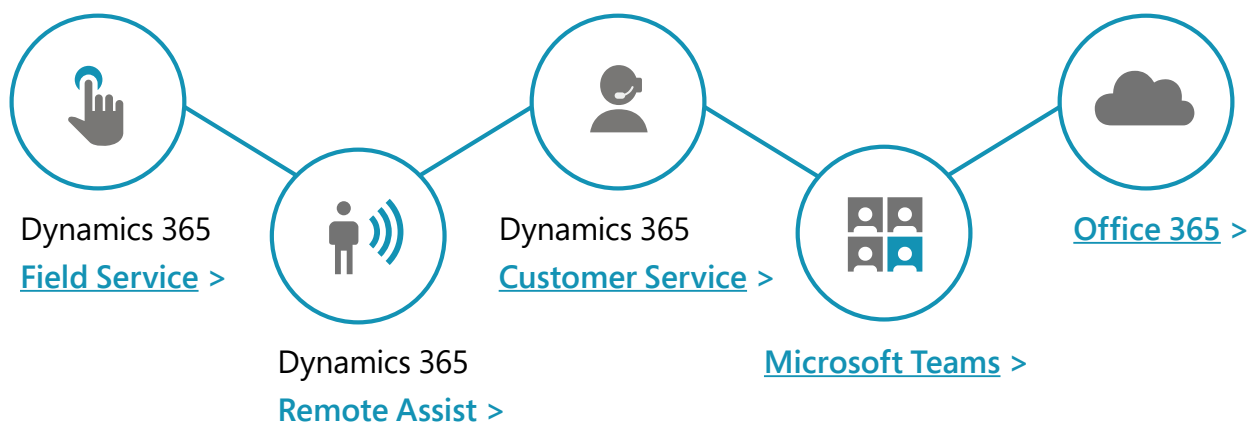 Dynamics 365
Field Service >
Dynamics 365
Remote Assist >
Dynamics 365
Customer Service >
Microsoft Teams >
Office 365 >